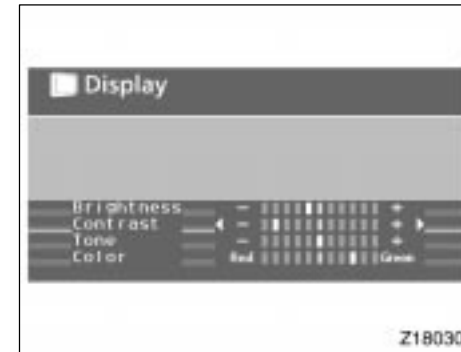 Display
Brightness - +
Contrast - +
Tone - +
Color Red Green
Z18030